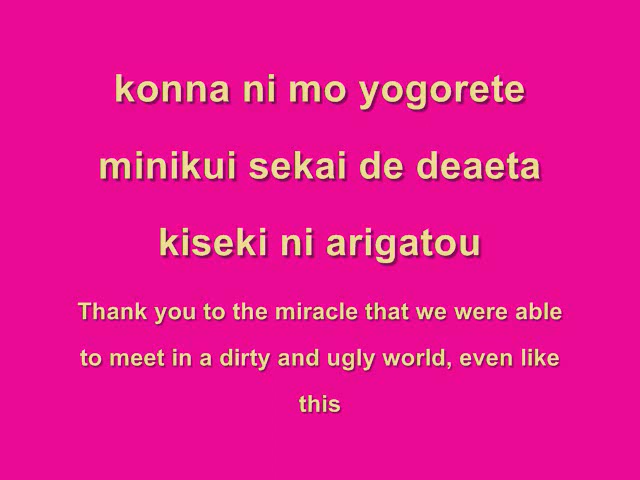 konna ni mo yogorete
minikui sekai de deaeta
kiseki ni arigatou
Thank you to the miracle that we were able
to meet in a dirty and ugly world, even like
this